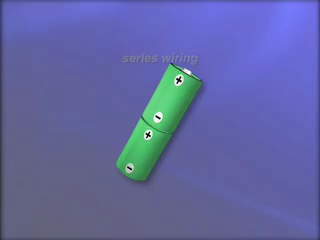 series wiring
+
-
+
-